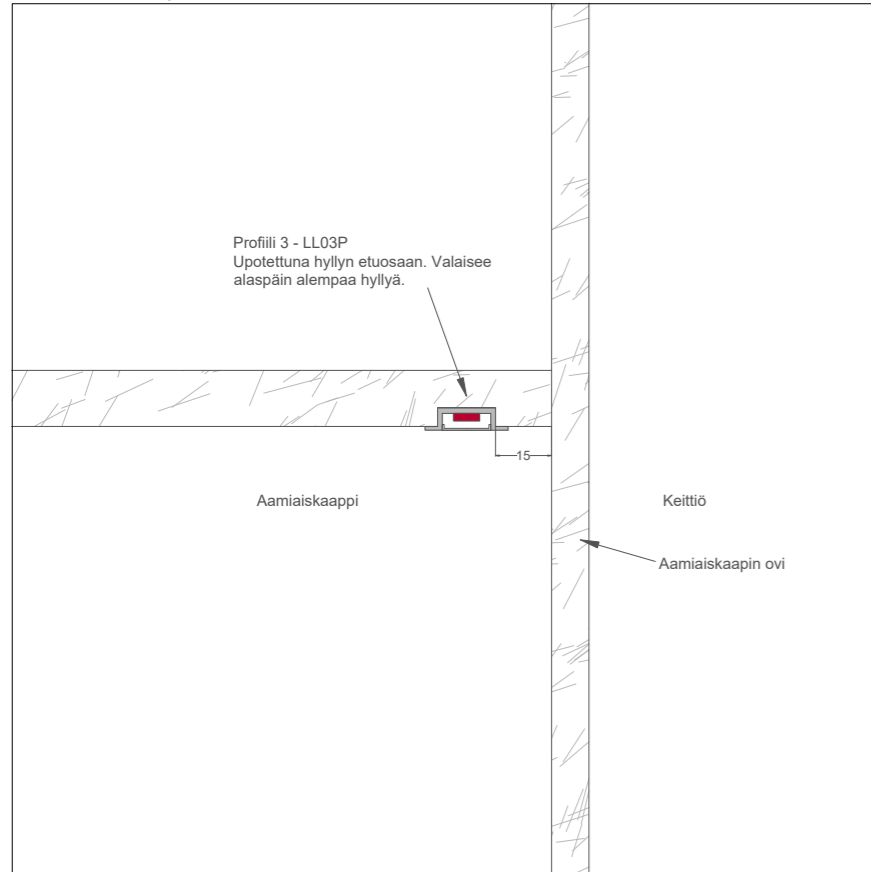 Profiili 3 - LL03P
Upotettuna hyllyn etuosaan. Valaisee
alaspäin alempaa hyllyä.
15
Aamiaiskaappi
Keittiö
Aamiaiskaapin ovi